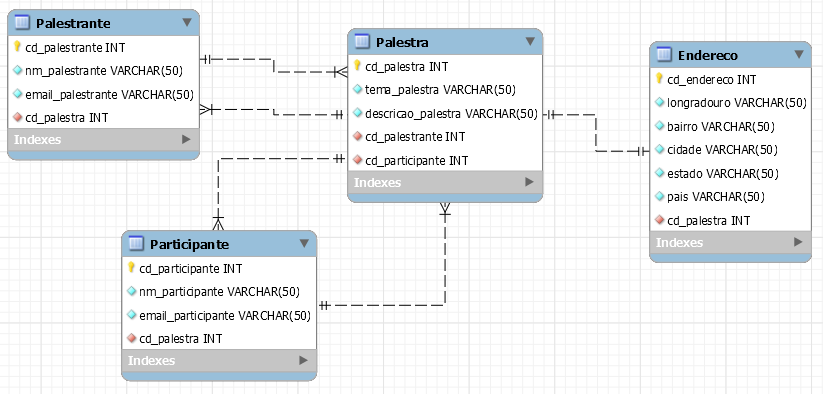 Palestrante
cd_palestrante INT
nm_palestrante VARCHAR(50)
email_palestrante VARCHAR(50)
cd_palestra INT
Indexes
Palestra
cd_palestra INT
tema_palestra VARCHAR(50)
descricao_palestra VARCHAR(50)
cd_palestrante INT
cd_participante INT
Indexes
Endereco
cd_endereco INT
longradouro VARCHAR(50)
bairro VARCHAR(50)
cidade VARCHAR(50)
estado VARCHAR(50)
pais VARCHAR(50)
cd_palestra INT
Indexes
Participante
cd_participante INT
nm_participante VARCHAR(50)
email_participante VARCHAR(50)
cd_palestra INT
Indexes